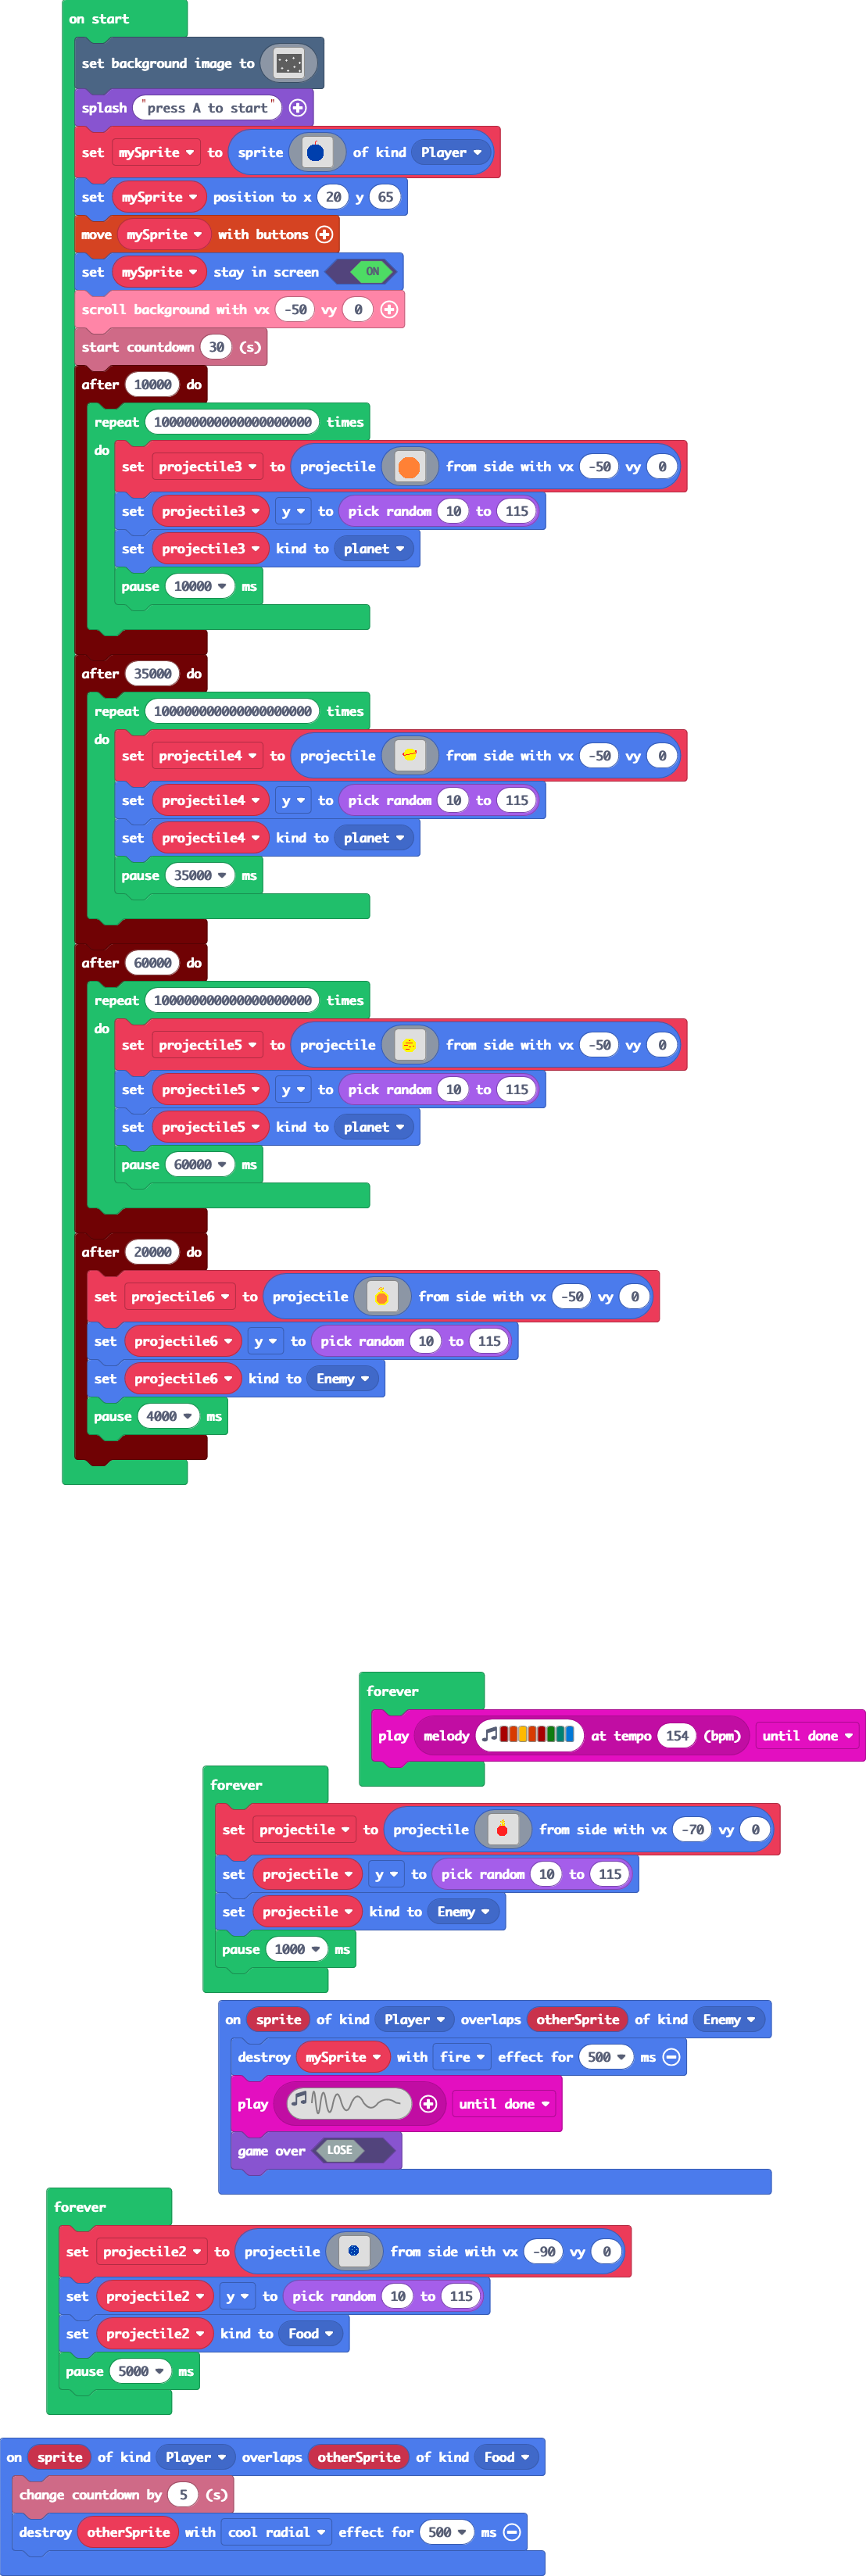 on start
set background image to
splash "press A to start"
set mySprite to sprite of kind Player
set mySprite position to x 20 y 65
move mySprite with buttons
set mySprite stay in screen ON
scroll background with vx -50 vy 0
start countdown 30 (s)
after 10000 do
repeat 100000000000000000000 times
do
set projectile3 to projectile from side with vx -50 vy 0
set projectile3 y to pick random 10 to 115
set projectile3 kind to planet
pause 10000 ms
after 35000 do
repeat 100000000000000000000 times
do
set projectile4 to projectile from side with vx -50 vy 0
set projectile4 y to pick random 10 to 115
set projectile4 kind to planet
pause 35000 ms
after 60000 do
repeat 100000000000000000000 times
do
set projectile5 to projectile from side with vx -50 vy 0
set projectile5 y to pick random 10 to 115
set projectile5 kind to planet
pause 60000 ms
after 20000 do
set projectile6 to projectile from side with vx -50 vy 0
set projectile6 y to pick random 10 to 115
set projectile6 kind to Enemy
pause 4000 ms
forever
play melody at tempo 154 (bpm) until done
forever
set projectile to projectile from side with vx -70 vy 0
set projectile y to pick random 10 to 115
set projectile kind to Enemy
pause 1000 ms
on sprite of kind Player overlaps otherSprite of kind Enemy
destroy mySprite with fire effect for 500 ms
play until done
game over LOSE
forever
set projectile2 to projectile from side with vx -90 vy 0
set projectile2 y to pick random 10 to 115
set projectile2 kind to Food
pause 5000 ms
on sprite of kind Player overlaps otherSprite of kind Food
change countdown by 5 (s)
destroy otherSprite with cool radial effect for 500 ms